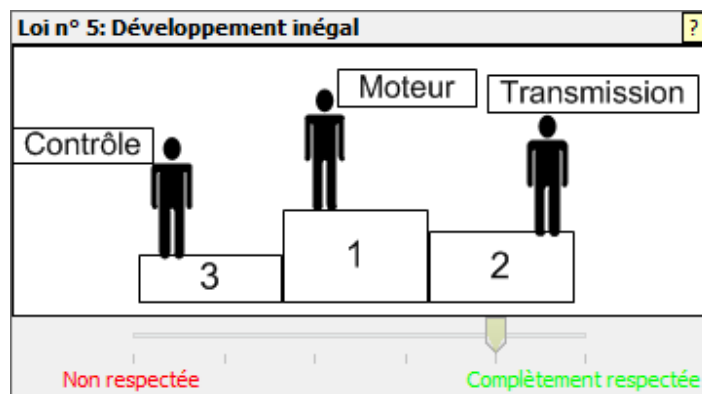 Loi n° 5: Développement inégal
?
Moteur
Transmission
Contrôle
1
2
3
Non respectée
Complètement respectée